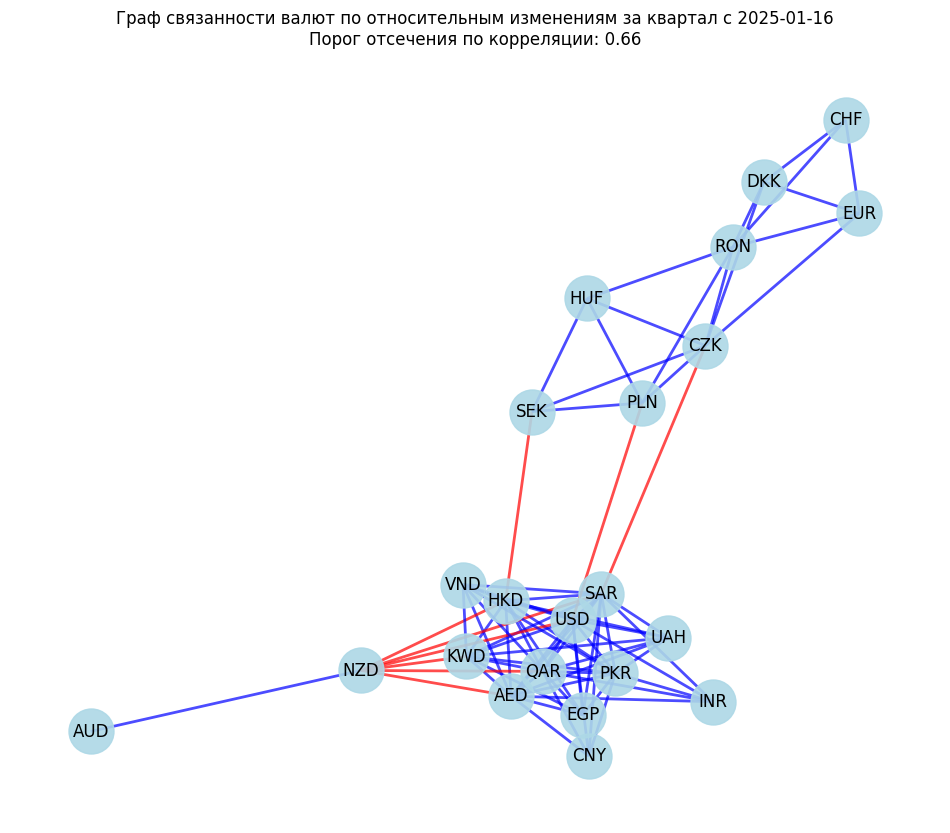 Граф связанности валют по относительным изменениям за квартал с 2025-01-16
Порог отсечения по корреляции: 0.66
CHF
DKK
EUR
RON
HUF
CZK
PLN
SEK
VND
SAR
HKD
USD
UAH
KWD
NZD
QAR
PKR
AED
INR
EGP
AUD
CNY